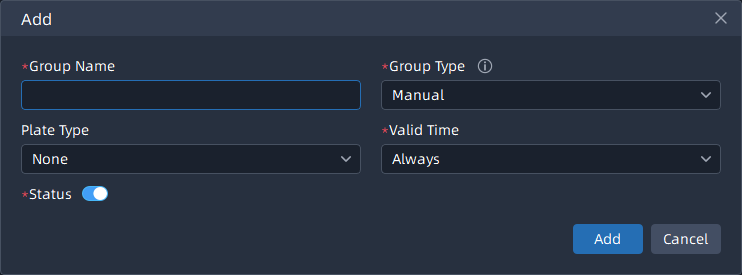 Add
*Group Name
*Group Type
Manual
Plate Type
*Valid Time
None
Always
*Status
Add
Cancel